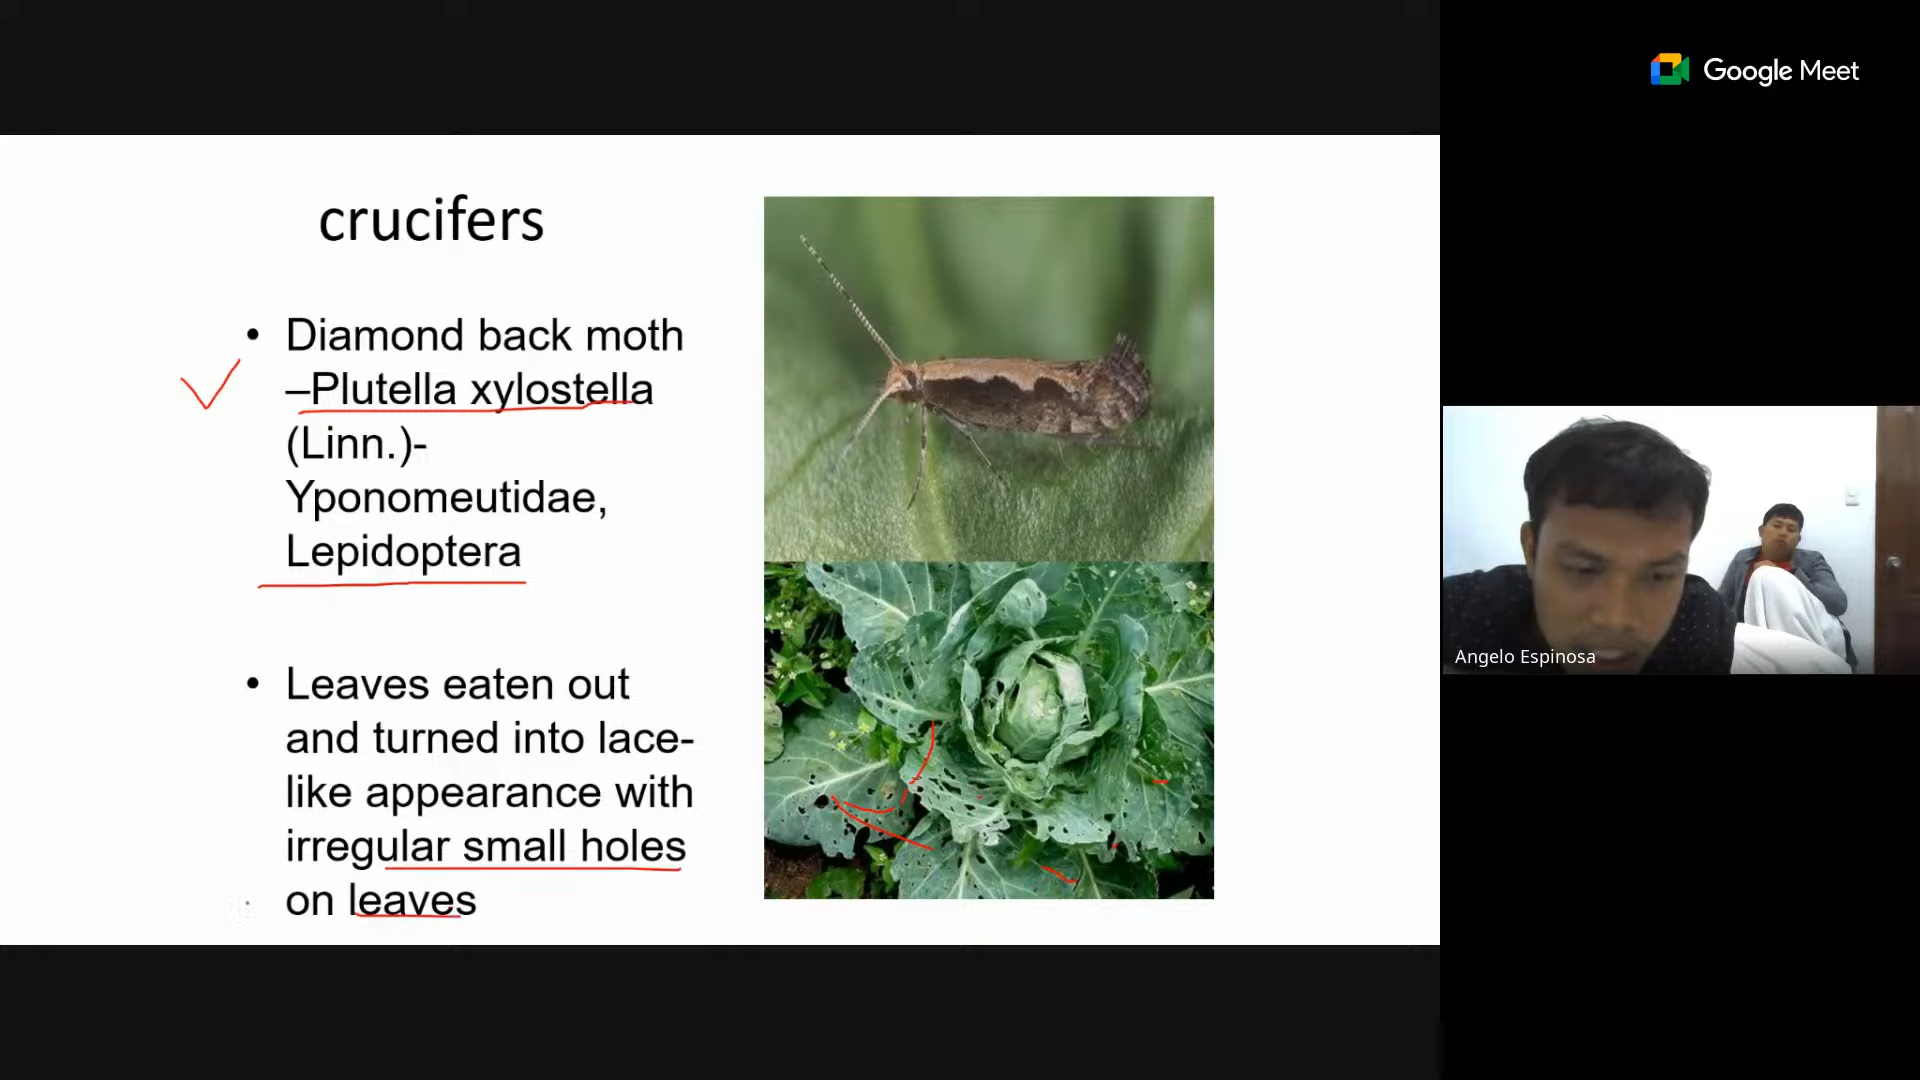 Google Meet
crucifers
• Diamond back moth
–Plutella xylostella
(Linn.)-
Yponomeutidae,
Lepidoptera
• Leaves eaten out
and turned into lace-
like appearance with
irregular small holes
on leaves
Angelo Espinosa